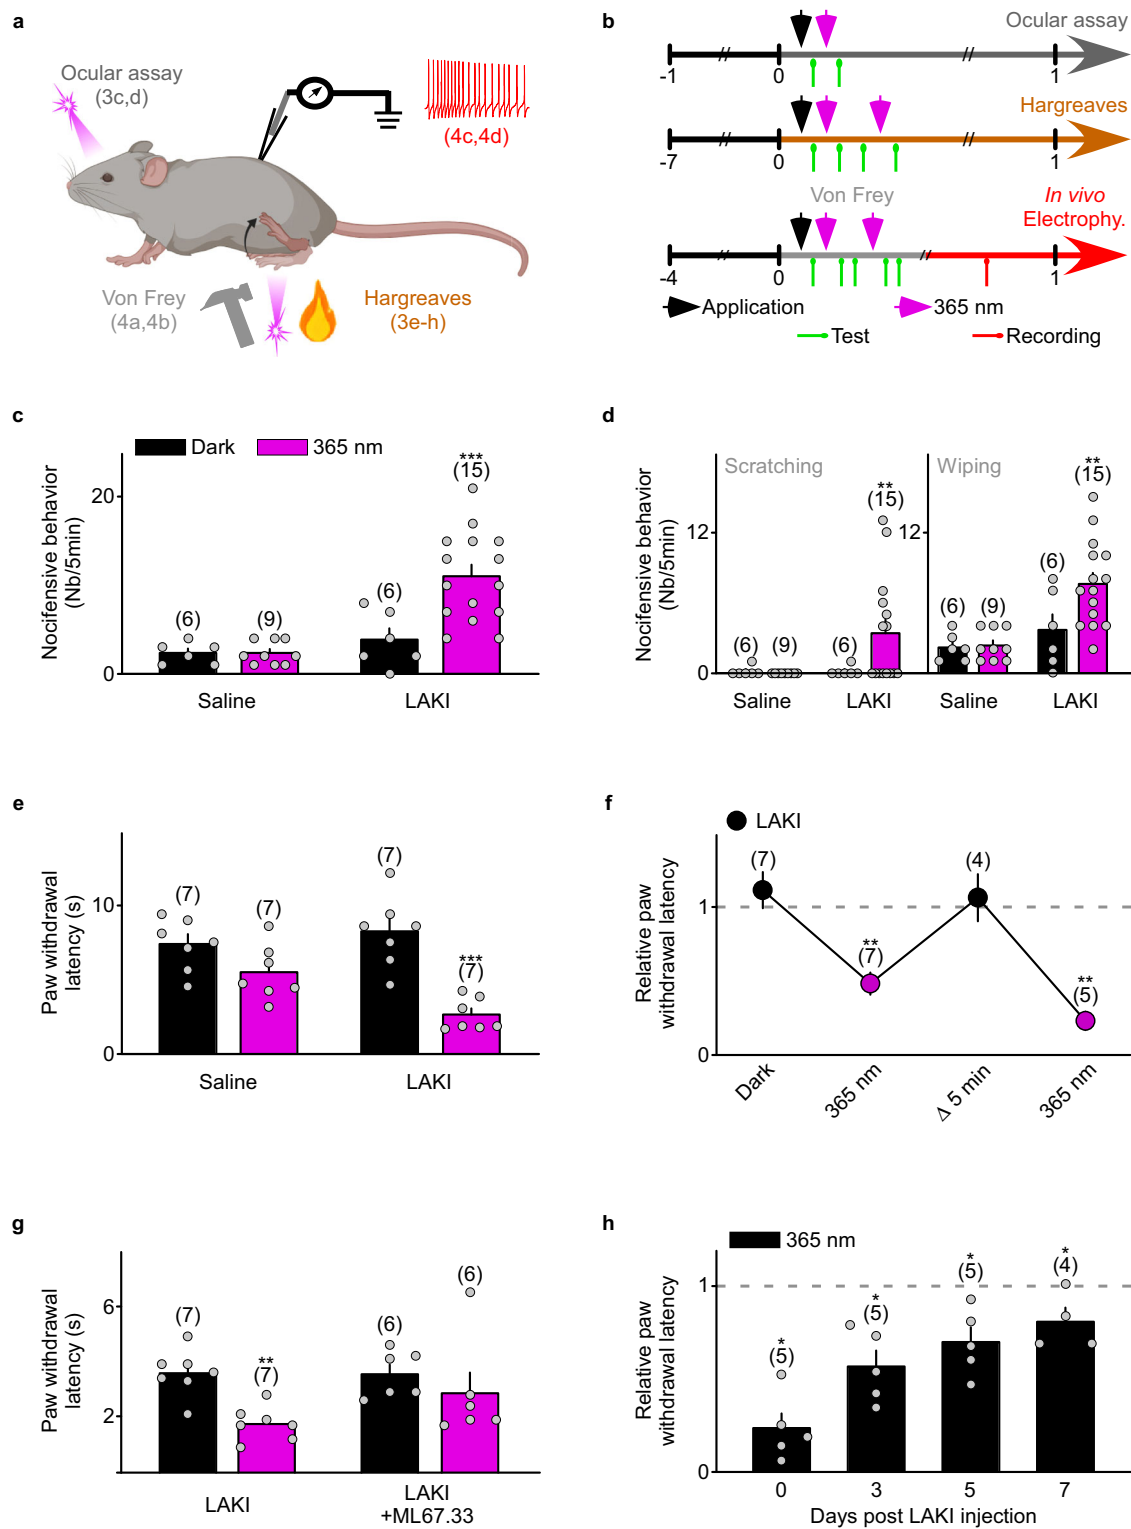 a
Ocular assay
(3c,d)
(4c,4d)
Von Frey
(4a,4b)
Hargreaves
(3e-h)
b
Ocular assay
-1
0
1
Hargreaves
-7
0
1
Von Frey
In vivo
Electrophy.
-4
0
1
Application
365 nm
Test
Recording
c
Dark
365 nm
Nocifensive behavior
(Nb/5min)
20
0
(6)
(9)
(6)
***
(15)
Saline
LAKI
d
Nocifensive behavior
(Nb/5min)
Scratching
Wiping
12
0
12
(6)
(9)
(6)
**
(15)
(6)
(9)
(6)
**
(15)
Saline
LAKI
Saline
LAKI
e
Paw withdrawal
latency (s)
10
0
(7)
(7)
(7)
***
(7)
Saline
LAKI
f
LAKI
Relative paw
withdrawal latency
1
0
(7)
**
(7)
(4)
**
(5)
Dark
365 nm
Δ 5 min
365 nm
g
Paw withdrawal
latency (s)
6
2
(7)
**
(7)
(6)
(6)
LAKI
LAKI
+ML67.33
h
365 nm
Relative paw
withdrawal latency
1
0
*
(5)
*
(5)
*
(5)
*
(4)
0
3
5
7
Days post LAKI injection